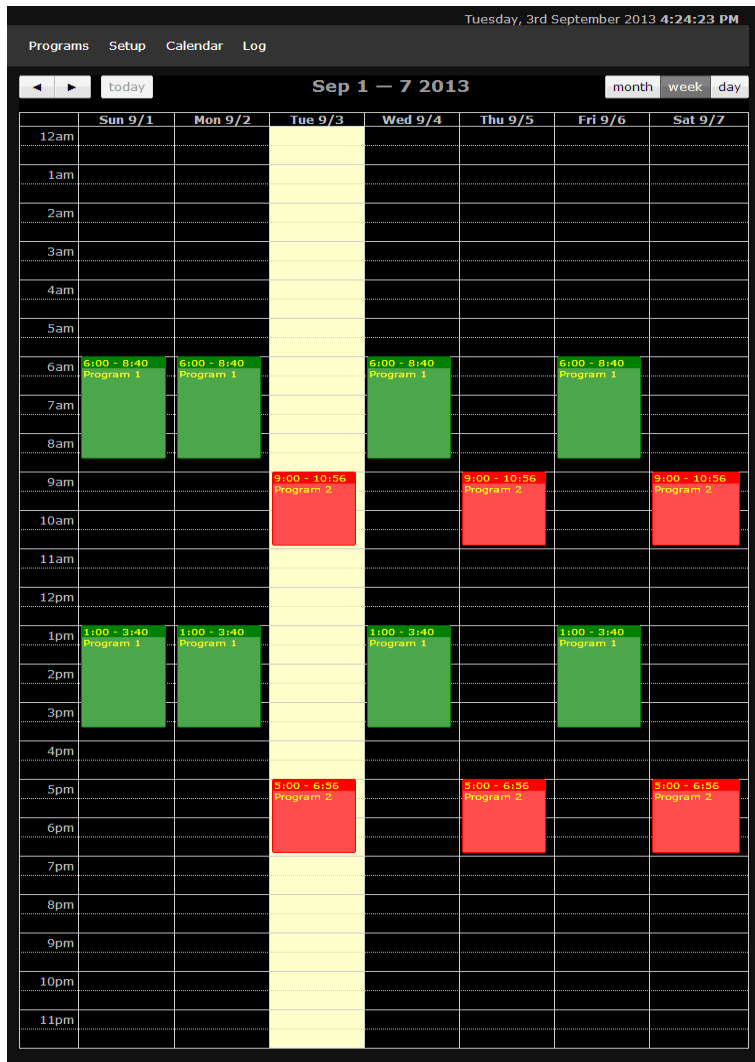 Tuesday, 3rd September 2013 4:24:23 PM
Programs Setup Calendar Log
today Sep 1 — 7 2013 month week day
Sun 9/1 Mon 9/2 Tue 9/3 Wed 9/4 Thu 9/5 Fri 9/6 Sat 9/7
12am
1am
2am
3am
4am
5am
6am 6:00 - 8:40 6:00 - 8:40 6:00 - 8:40 6:00 - 8:40
Program 1 Program 1 Program 1 Program 1
7am
8am
9am 9:00 - 10:56 9:00 - 10:56 9:00 - 10:56
Program 2 Program 2 Program 2
10am
11am
12pm
1pm 1:00 - 3:40 1:00 - 3:40 1:00 - 3:40 1:00 - 3:40
Program 1 Program 1 Program 1 Program 1
2pm
3pm
4pm
5pm 5:00 - 6:56 5:00 - 6:56 5:00 - 6:56
Program 2 Program 2 Program 2
6pm
7pm
8pm
9pm
10pm
11pm